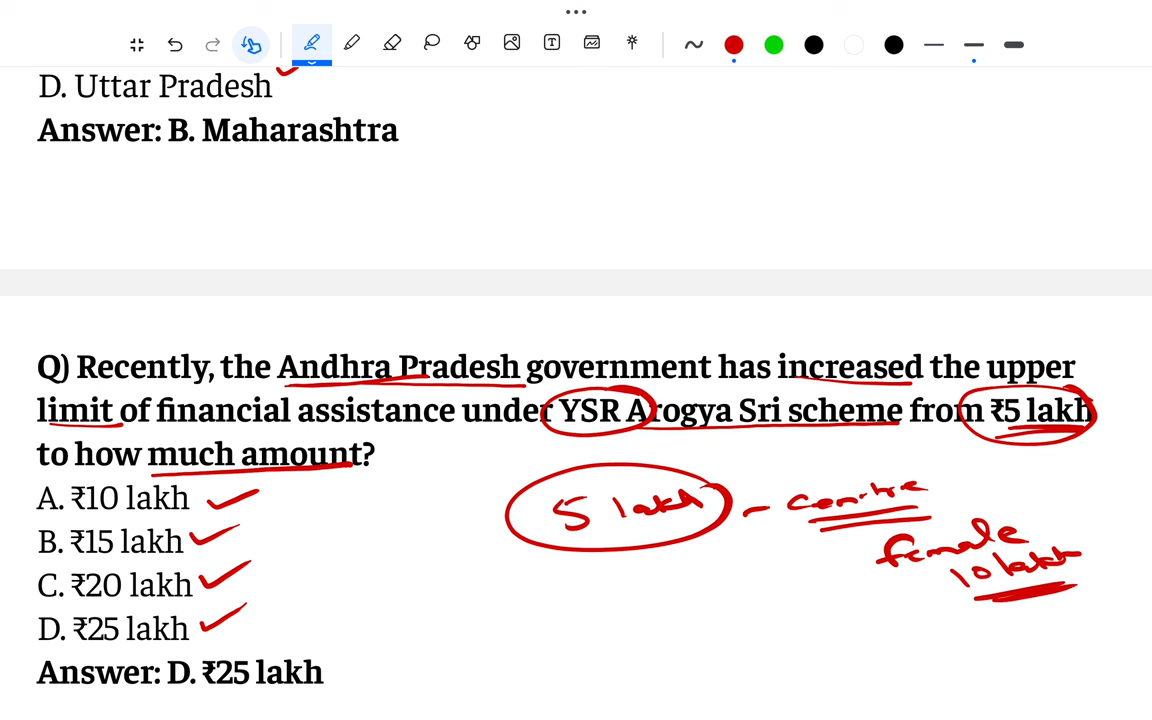 D. Uttar Pradesh
Answer: B. Maharashtra
Q) Recently, the Andhra Pradesh government has increased the upper
limit of financial assistance under YSR Arogya Sri scheme from ₹5 lakh
to how much amount?
A. ₹10 lakh
5 lakh - centre
B. ₹15 lakh
female
10 lakh
C. ₹20 lakh
D. ₹25 lakh
Answer: D. ₹25 lakh